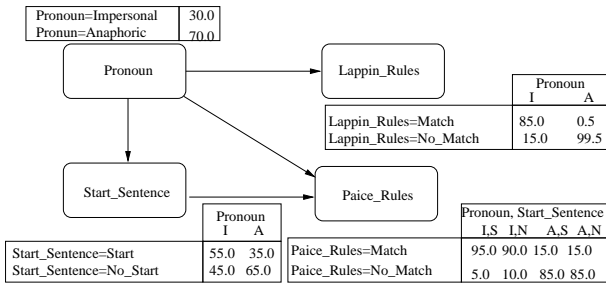 Pronoun=Impersonal 30.0
Pronun=Anaphoric 70.0
Pronoun
Lappin_Rules
Pronoun
I A
Lappin_Rules=Match 85.0 0.5
Lappin_Rules=No_Match 15.0 99.5
Start_Sentence
Paice_Rules
Pronoun
I A
Start_Sentence=Start 55.0 35.0
Start_Sentence=No_Start 45.0 65.0
Pronoun, Start_Sentence
I,S I,N A,S A,N
Paice_Rules=Match 95.0 90.0 15.0 15.0
Paice_Rules=No_Match 5.0 10.0 85.0 85.0